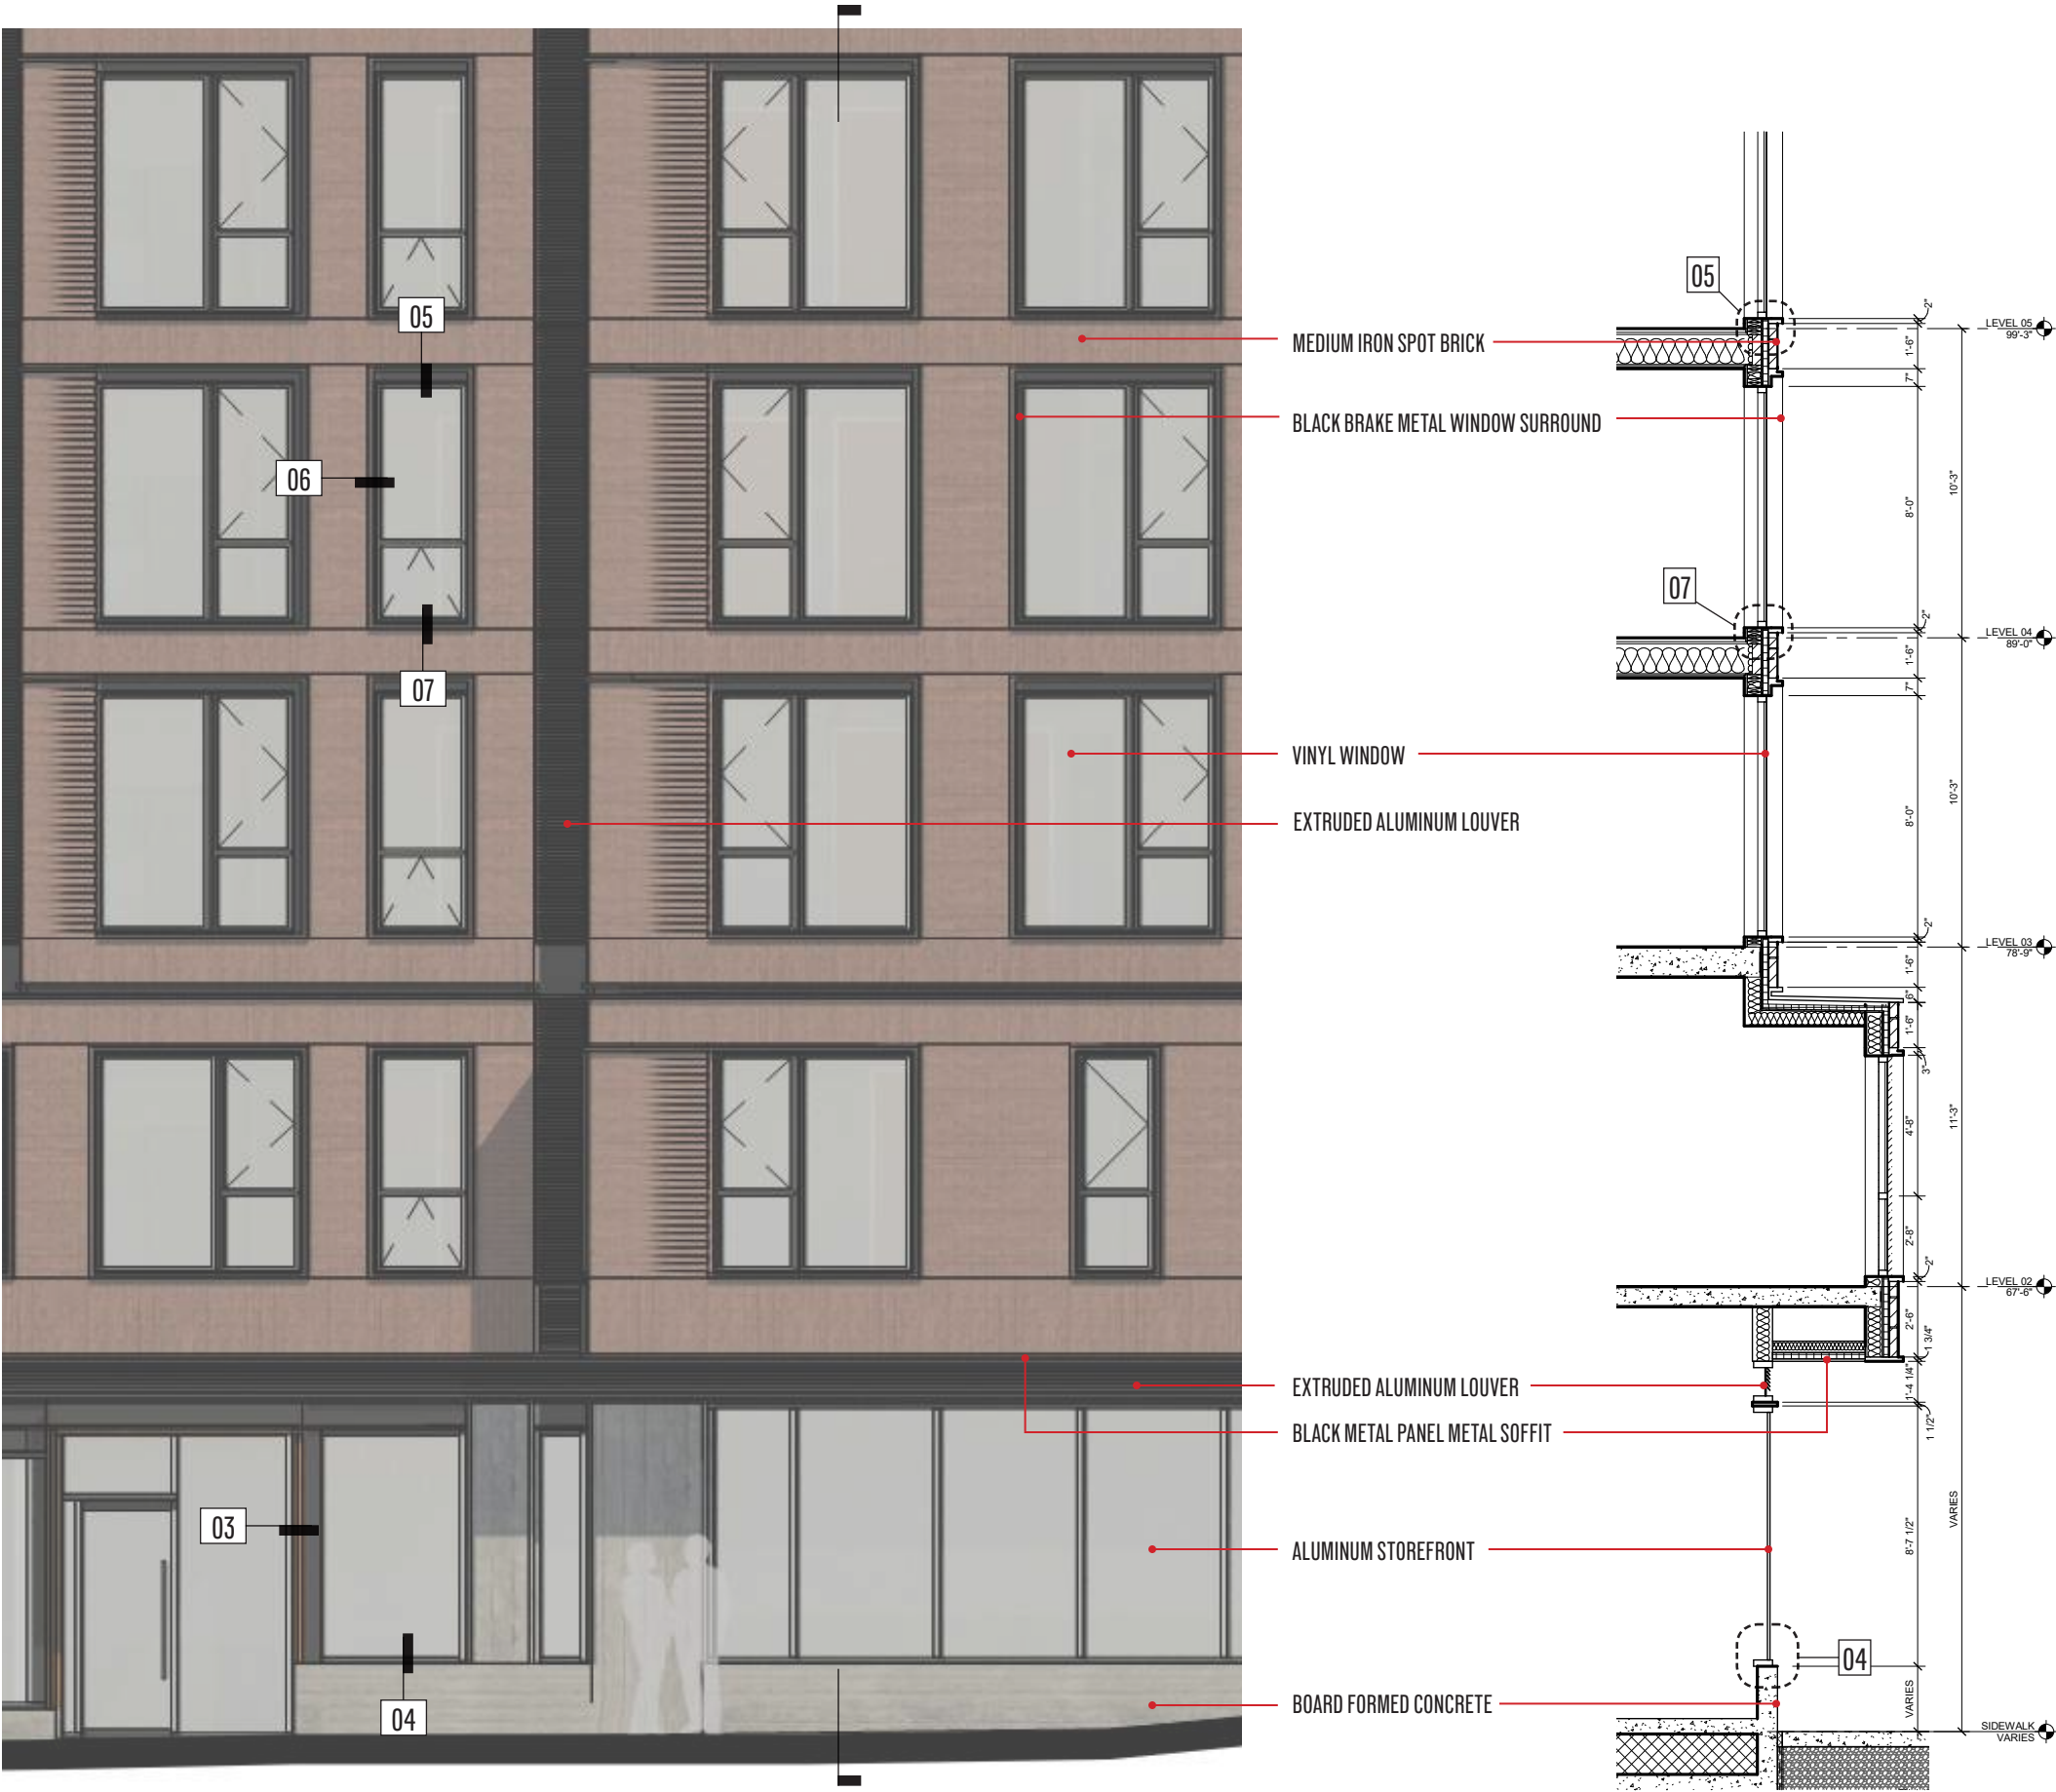 05
06
07
03
04
MEDIUM IRON SPOT BRICK
BLACK BRAKE METAL WINDOW SURROUND
VINYL WINDOW
EXTRUDED ALUMINUM LOUVER
EXTRUDED ALUMINUM LOUVER
BLACK METAL PANEL METAL SOFFIT
ALUMINUM STOREFRONT
BOARD FORMED CONCRETE
05
07
04
2"
1'-6"
7"
8'-0"
2"
1'-6"
7"
8'-0"
2"
1'-6"
6"
1'-6"
3"
4'-8"
2'-8"
2"
2'-6"
1 3/4"
1'-4 1/4"
1 1/2"
8'-7 1/2"
VARIES
10'-3"
10'-3"
11'-3"
VARIES
LEVEL 05
99'-3"
LEVEL 04
89'-0"
LEVEL 03
78'-9"
LEVEL 02
67'-6"
SIDEWALK
VARIES